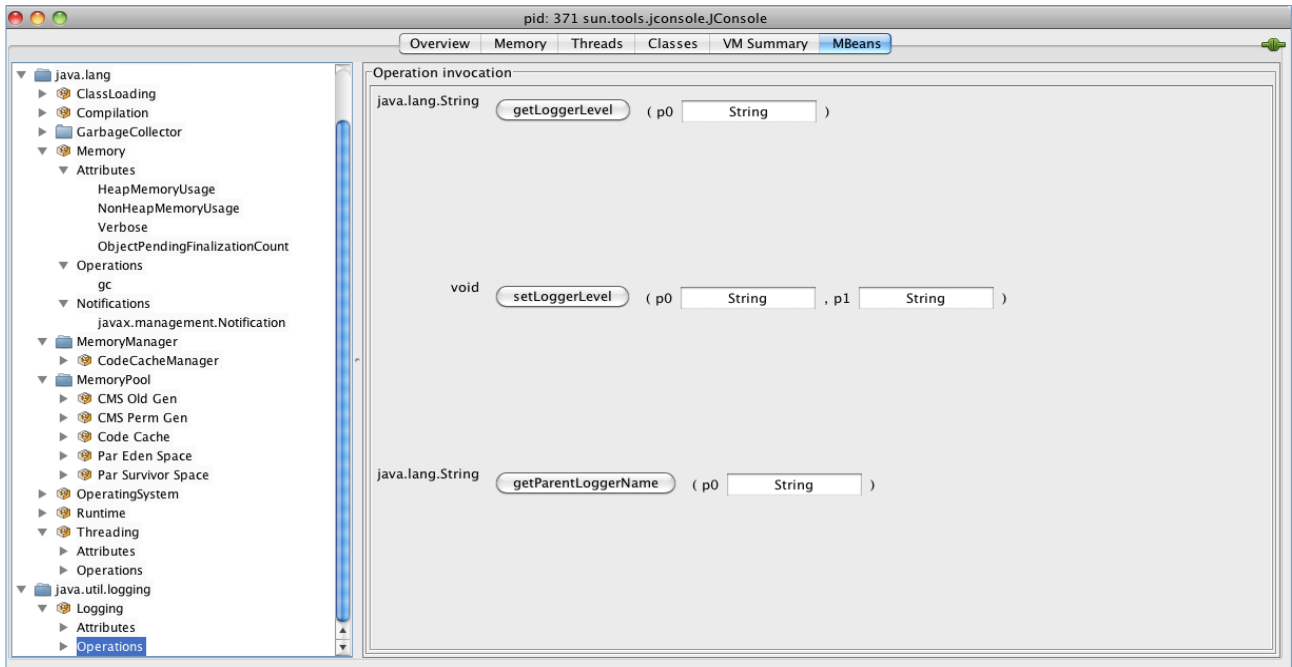 pid: 371 sun.tools.jconsole.JConsole
Overview Memory Threads Classes VM Summary MBeans
java.lang
ClassLoading
Compilation
GarbageCollector
Memory
Attributes
HeapMemoryUsage
NonHeapMemoryUsage
Verbose
ObjectPendingFinalizationCount
Operations
gc
Notifications
javax.management.Notification
MemoryManager
CodeCacheManager
MemoryPool
CMS Old Gen
CMS Perm Gen
Code Cache
Par Eden Space
Par Survivor Space
OperatingSystem
Runtime
Threading
Attributes
Operations
java.util.logging
Logging
Attributes
Operations
Operation invocation
java.lang.String getLoggerLevel ( p0 String )
void setLoggerLevel ( p0 String , p1 String )
java.lang.String getParentLoggerName ( p0 String )